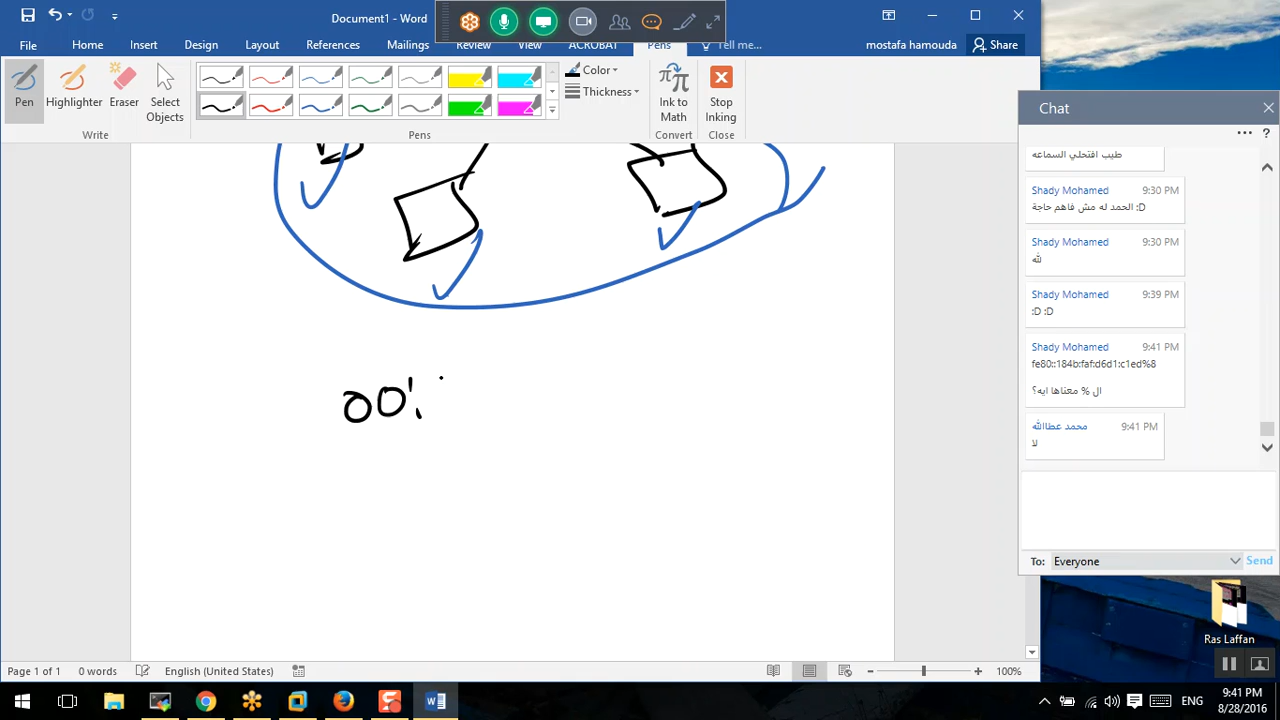 Document1 - Word
File
Home
Insert
Design
Layout
References
Mailings
Review
View
ACROBAT
Pens
Tell me...
mostafa hamouda
Share
Pen
Highlighter
Eraser
Select Objects
Color
Thickness
Ink to Math
Stop Inking
Write
Pens
Convert
Close
Chat
طيب افتحلي السماعه
Shady Mohamed 9:30 PM
الحمد لله مش فاهم حاجة :D
Shady Mohamed 9:30 PM
لله
Shady Mohamed 9:39 PM
:D :D
Shady Mohamed 9:41 PM
fe80::184b:faf:d6d1:c1ed%8
ال % معناها ايه؟
محمد عطاالله 9:41 PM
لا
To: Everyone
Send
00
Ras Laffan
Page 1 of 1
0 words
English (United States)
100%
ENG
9:41 PM
8/28/2016